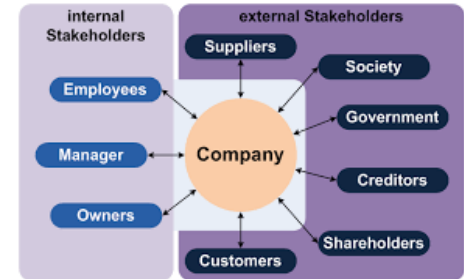 internal
Stakeholders
external Stakeholders
Suppliers
Society
Employees
Government
Manager
Company
Creditors
Owners
Shareholders
Customers